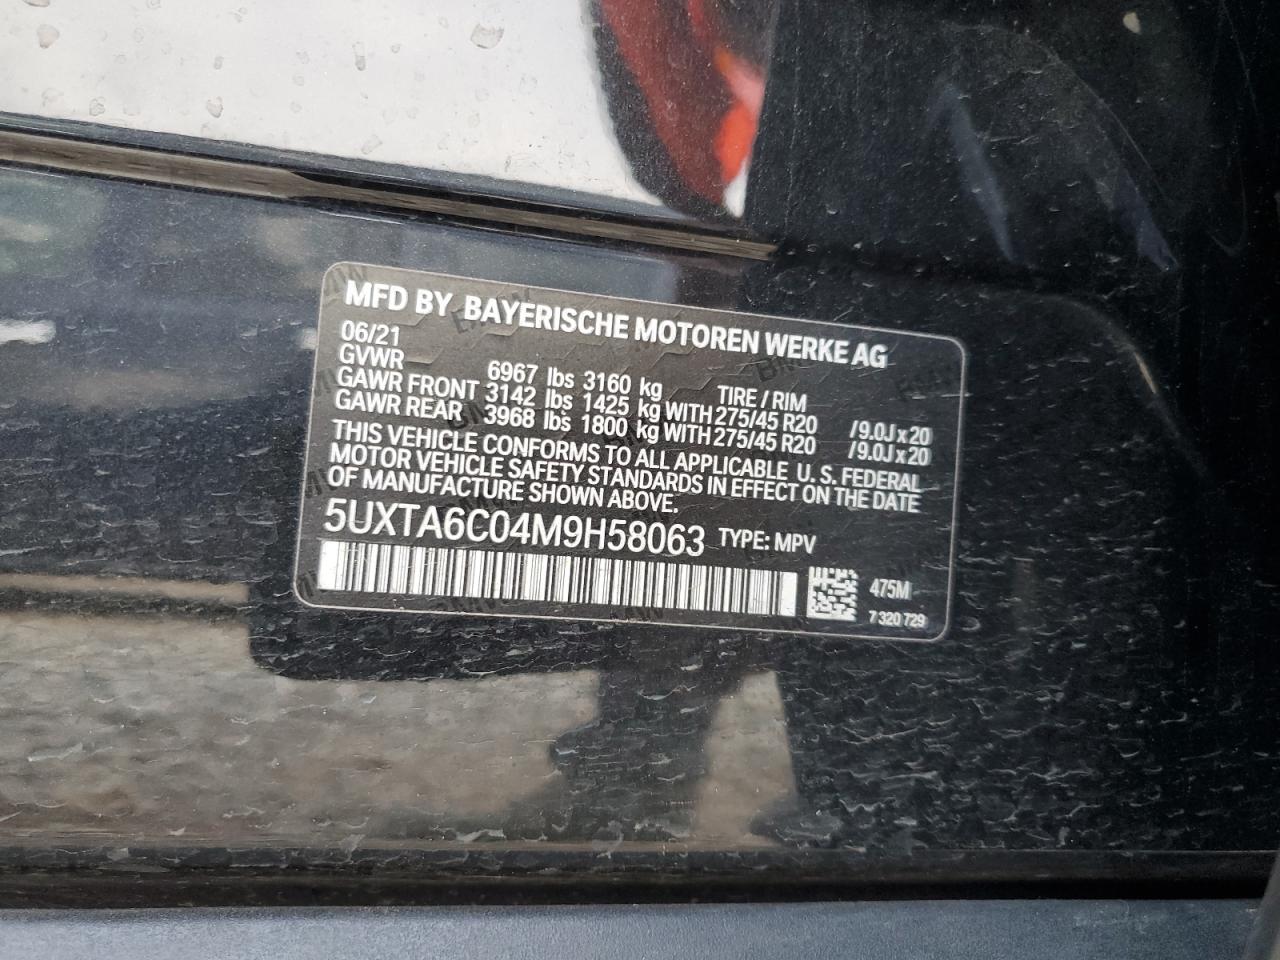 MFD BY BAYERISCHE MOTOREN WERKE AG
06/21
GVWR 6967 lbs 3160 kg TIRE / RIM
GAWR FRONT 3142 lbs 1425 kg WITH 275/45 R20 /9.0J x 20
GAWR REAR 3968 lbs 1800 kg WITH 275/45 R20 /9.0J x 20
THIS VEHICLE CONFORMS TO ALL APPLICABLE U. S. FEDERAL
MOTOR VEHICLE SAFETY STANDARDS IN EFFECT ON THE DATE
OF MANUFACTURE SHOWN ABOVE.
5UXTA6C04M9H58063 TYPE: MPV
475M
7 320 729